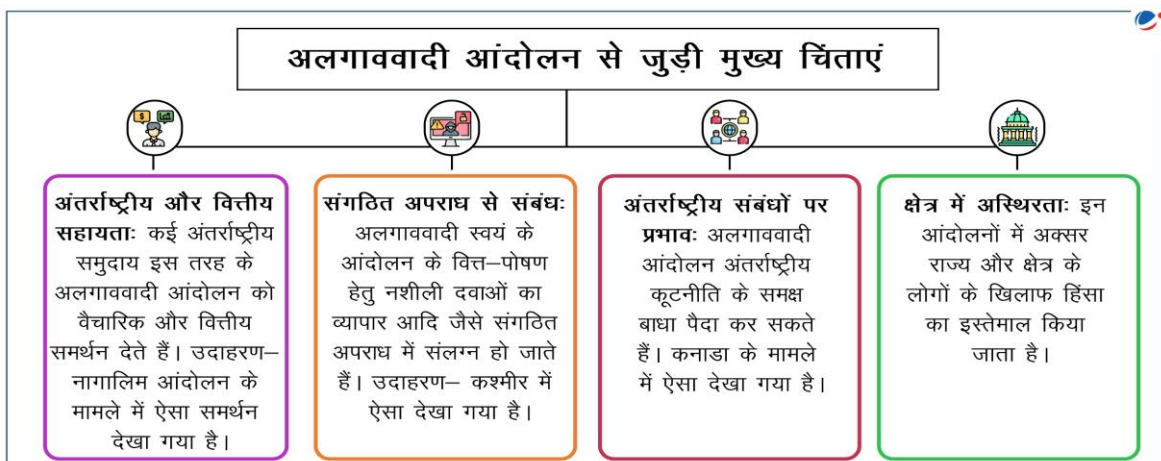 अलगाववादी आंदोलन से जुड़ी मुख्य चिंताएं
अंतर्राष्ट्रीय और वित्तीय
सहायताः कई अंतर्राष्ट्रीय
समुदाय इस तरह के
अलगाववादी आंदोलन को
वैचारिक और वित्तीय
समर्थन देते हैं। उदाहरण–
नागालिम आंदोलन के
मामले में ऐसा समर्थन
देखा गया है।
संगठित अपराध से संबंधः
अलगाववादी स्वयं के
आंदोलन के वित्त–पोषण
हेतु नशीली दवाओं का
व्यापार आदि जैसे संगठित
अपराध में संलग्न हो जाते
हैं। उदाहरण– कश्मीर में
ऐसा देखा गया है।
अंतर्राष्ट्रीय संबंधों पर
प्रभावः अलगाववादी
आंदोलन अंतर्राष्ट्रीय
कूटनीति के समक्ष
बाधा पैदा कर सकते
हैं। कनाडा के मामले
में ऐसा देखा गया है।
क्षेत्र में अस्थिरताः इन
आंदोलनों में अक्सर
राज्य और क्षेत्र के
लोगों के खिलाफ हिंसा
का इस्तेमाल किया
जाता है।